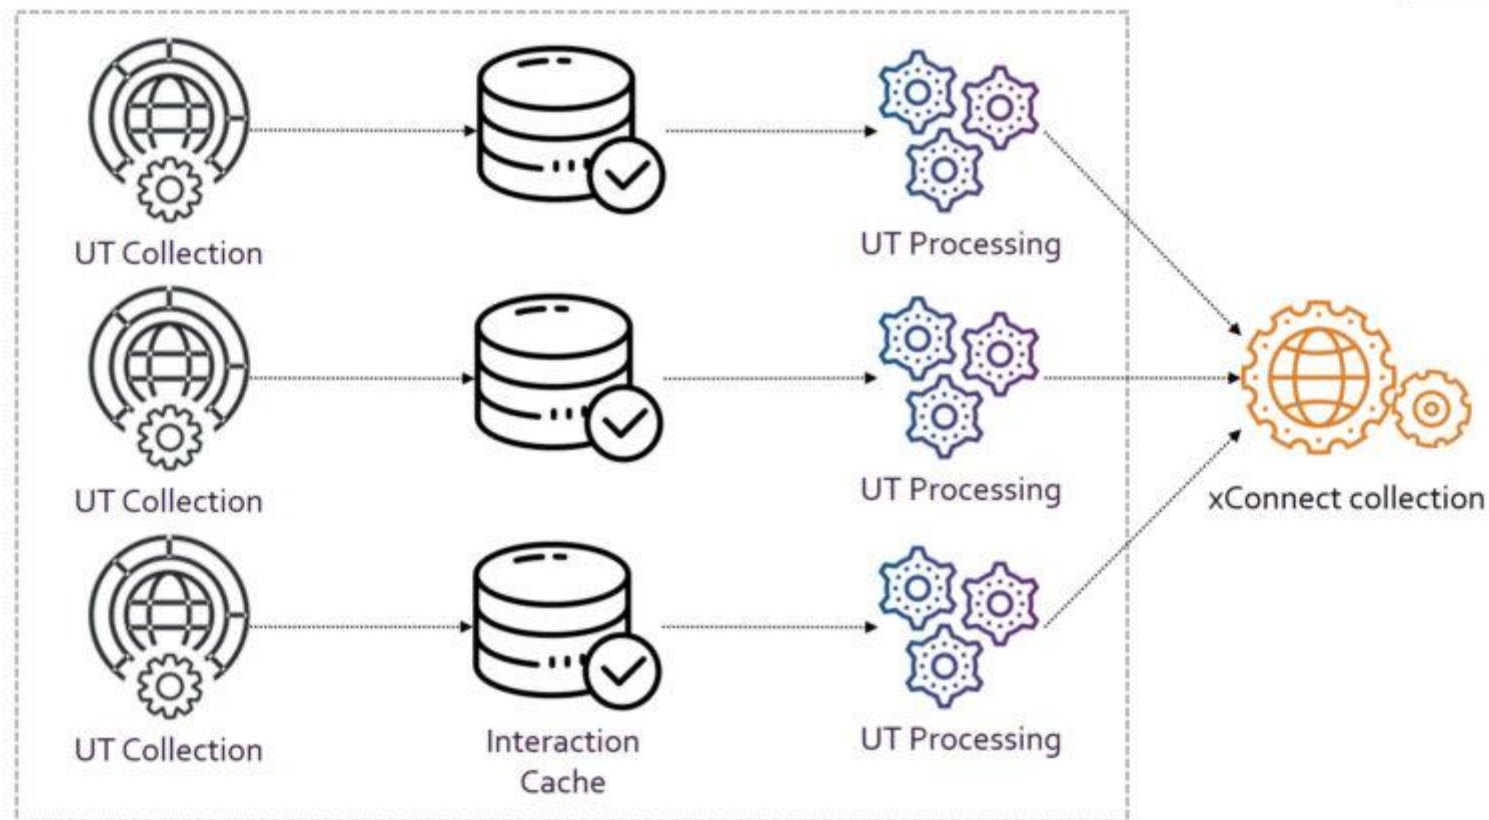 UT Collection
UT Processing
UT Collection
UT Processing
xConnect collection
UT Collection
Interaction
Cache
UT Processing